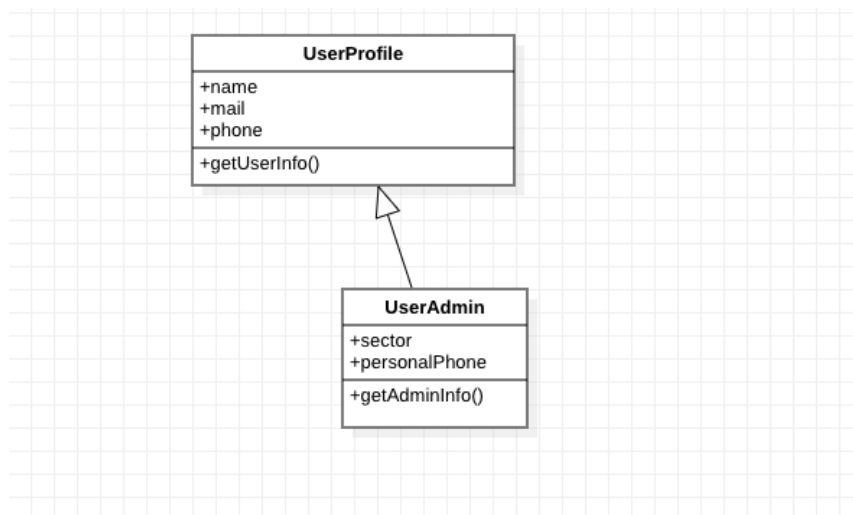 UserProfile
+name
+mail
+phone
+getUserInfo()
UserAdmin
+sector
+personalPhone
+getAdminInfo()